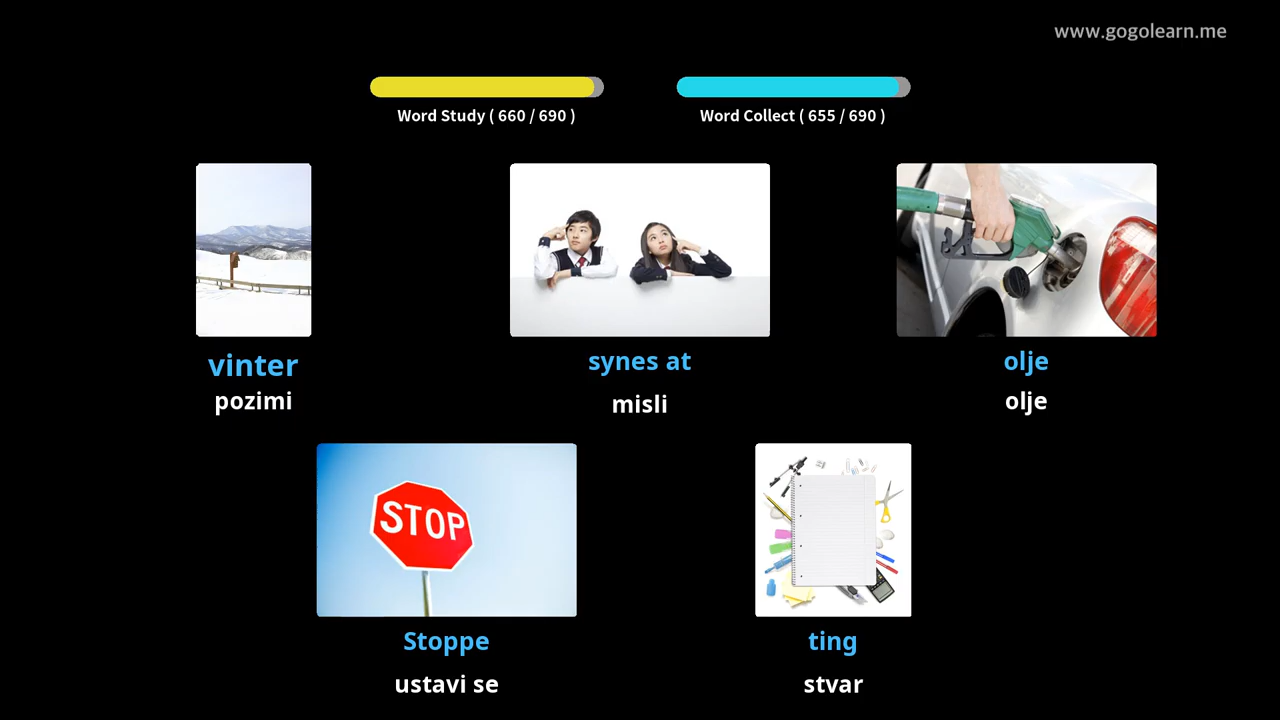 www.gogolearn.me
Word Study ( 660 / 690 )
Word Collect ( 655 / 690 )
vinter
pozimi
synes at
misli
olje
olje
STOP
Stoppe
ustavi se
ting
stvar